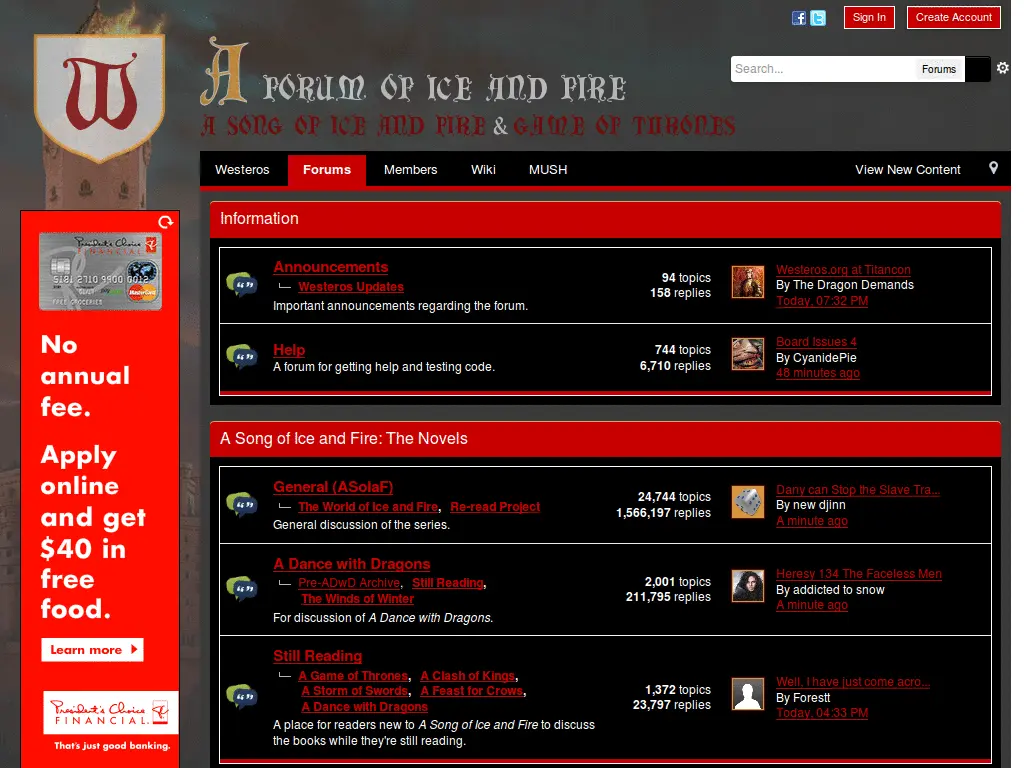 Sign In
Create Account
W
A FORUM OF ICE AND FIRE
A SONG OF ICE AND FIRE & GAME OF THRONES
Search...
Forums
Westeros
Forums
Members
Wiki
MUSH
View New Content
President's Choice
FINANCIAL
5181 2710 9900 0012
MasterCard
No
annual
fee.
Apply
online
and get
$40 in
free
food.
Learn more
President's Choice
FINANCIAL
That's just good banking.
Information
Announcements
Westeros Updates
Important announcements regarding the forum.
94 topics
158 replies
Westeros.org at Titancon
By The Dragon Demands
Today, 07:32 PM
Help
A forum for getting help and testing code.
744 topics
6,710 replies
Board Issues 4
By CyanidePie
48 minutes ago
A Song of Ice and Fire: The Novels
General (ASoIaF)
The World of Ice and Fire, Re-read Project
General discussion of the series.
24,744 topics
1,566,197 replies
Dany can Stop the Slave Tra...
By new djinn
A minute ago
A Dance with Dragons
Pre-ADwD Archive, Still Reading,
The Winds of Winter
For discussion of A Dance with Dragons.
2,001 topics
211,795 replies
Heresy 134 The Faceless Men
By addicted to snow
A minute ago
Still Reading
A Game of Thrones, A Clash of Kings,
A Storm of Swords, A Feast for Crows,
A Dance with Dragons
A place for readers new to A Song of Ice and Fire to discuss
the books while they're still reading.
1,372 topics
23,797 replies
Well, I have just come acro...
By Forestt
Today, 04:33 PM